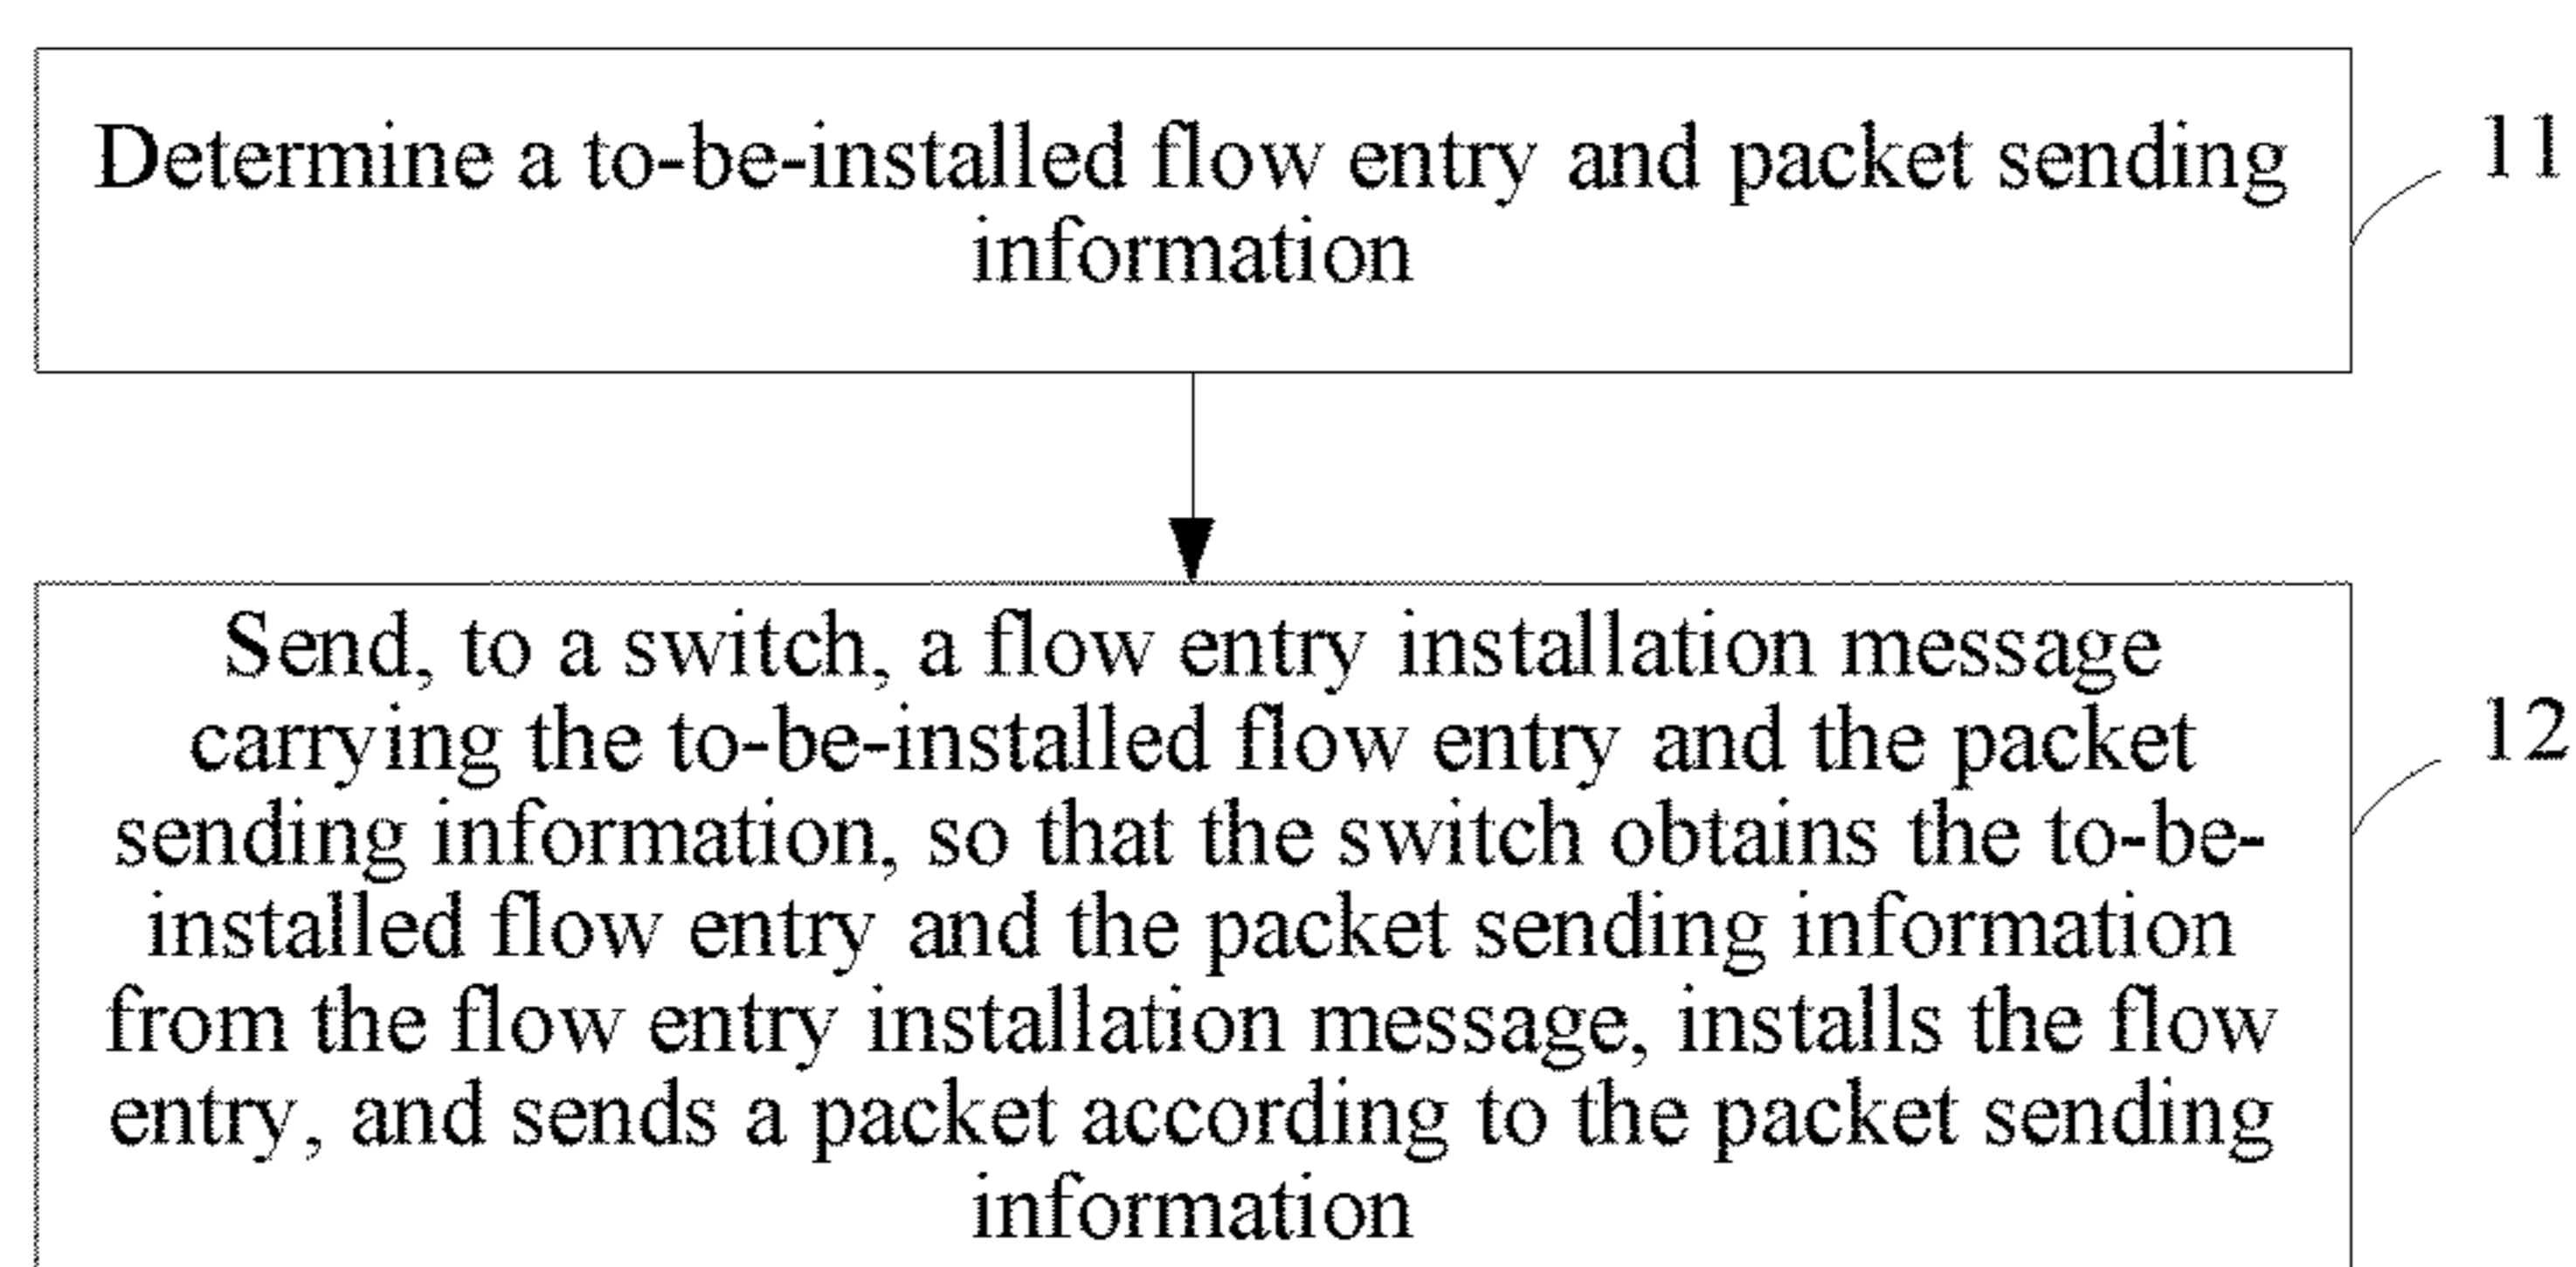 Determine a to-be-installed flow entry and packet sending
information
11
Send, to a switch, a flow entry installation message
carrying the to-be-installed flow entry and the packet
sending information, so that the switch obtains the to-be-
installed flow entry and the packet sending information
from the flow entry installation message, installs the flow
entry, and sends a packet according to the packet sending
information
12